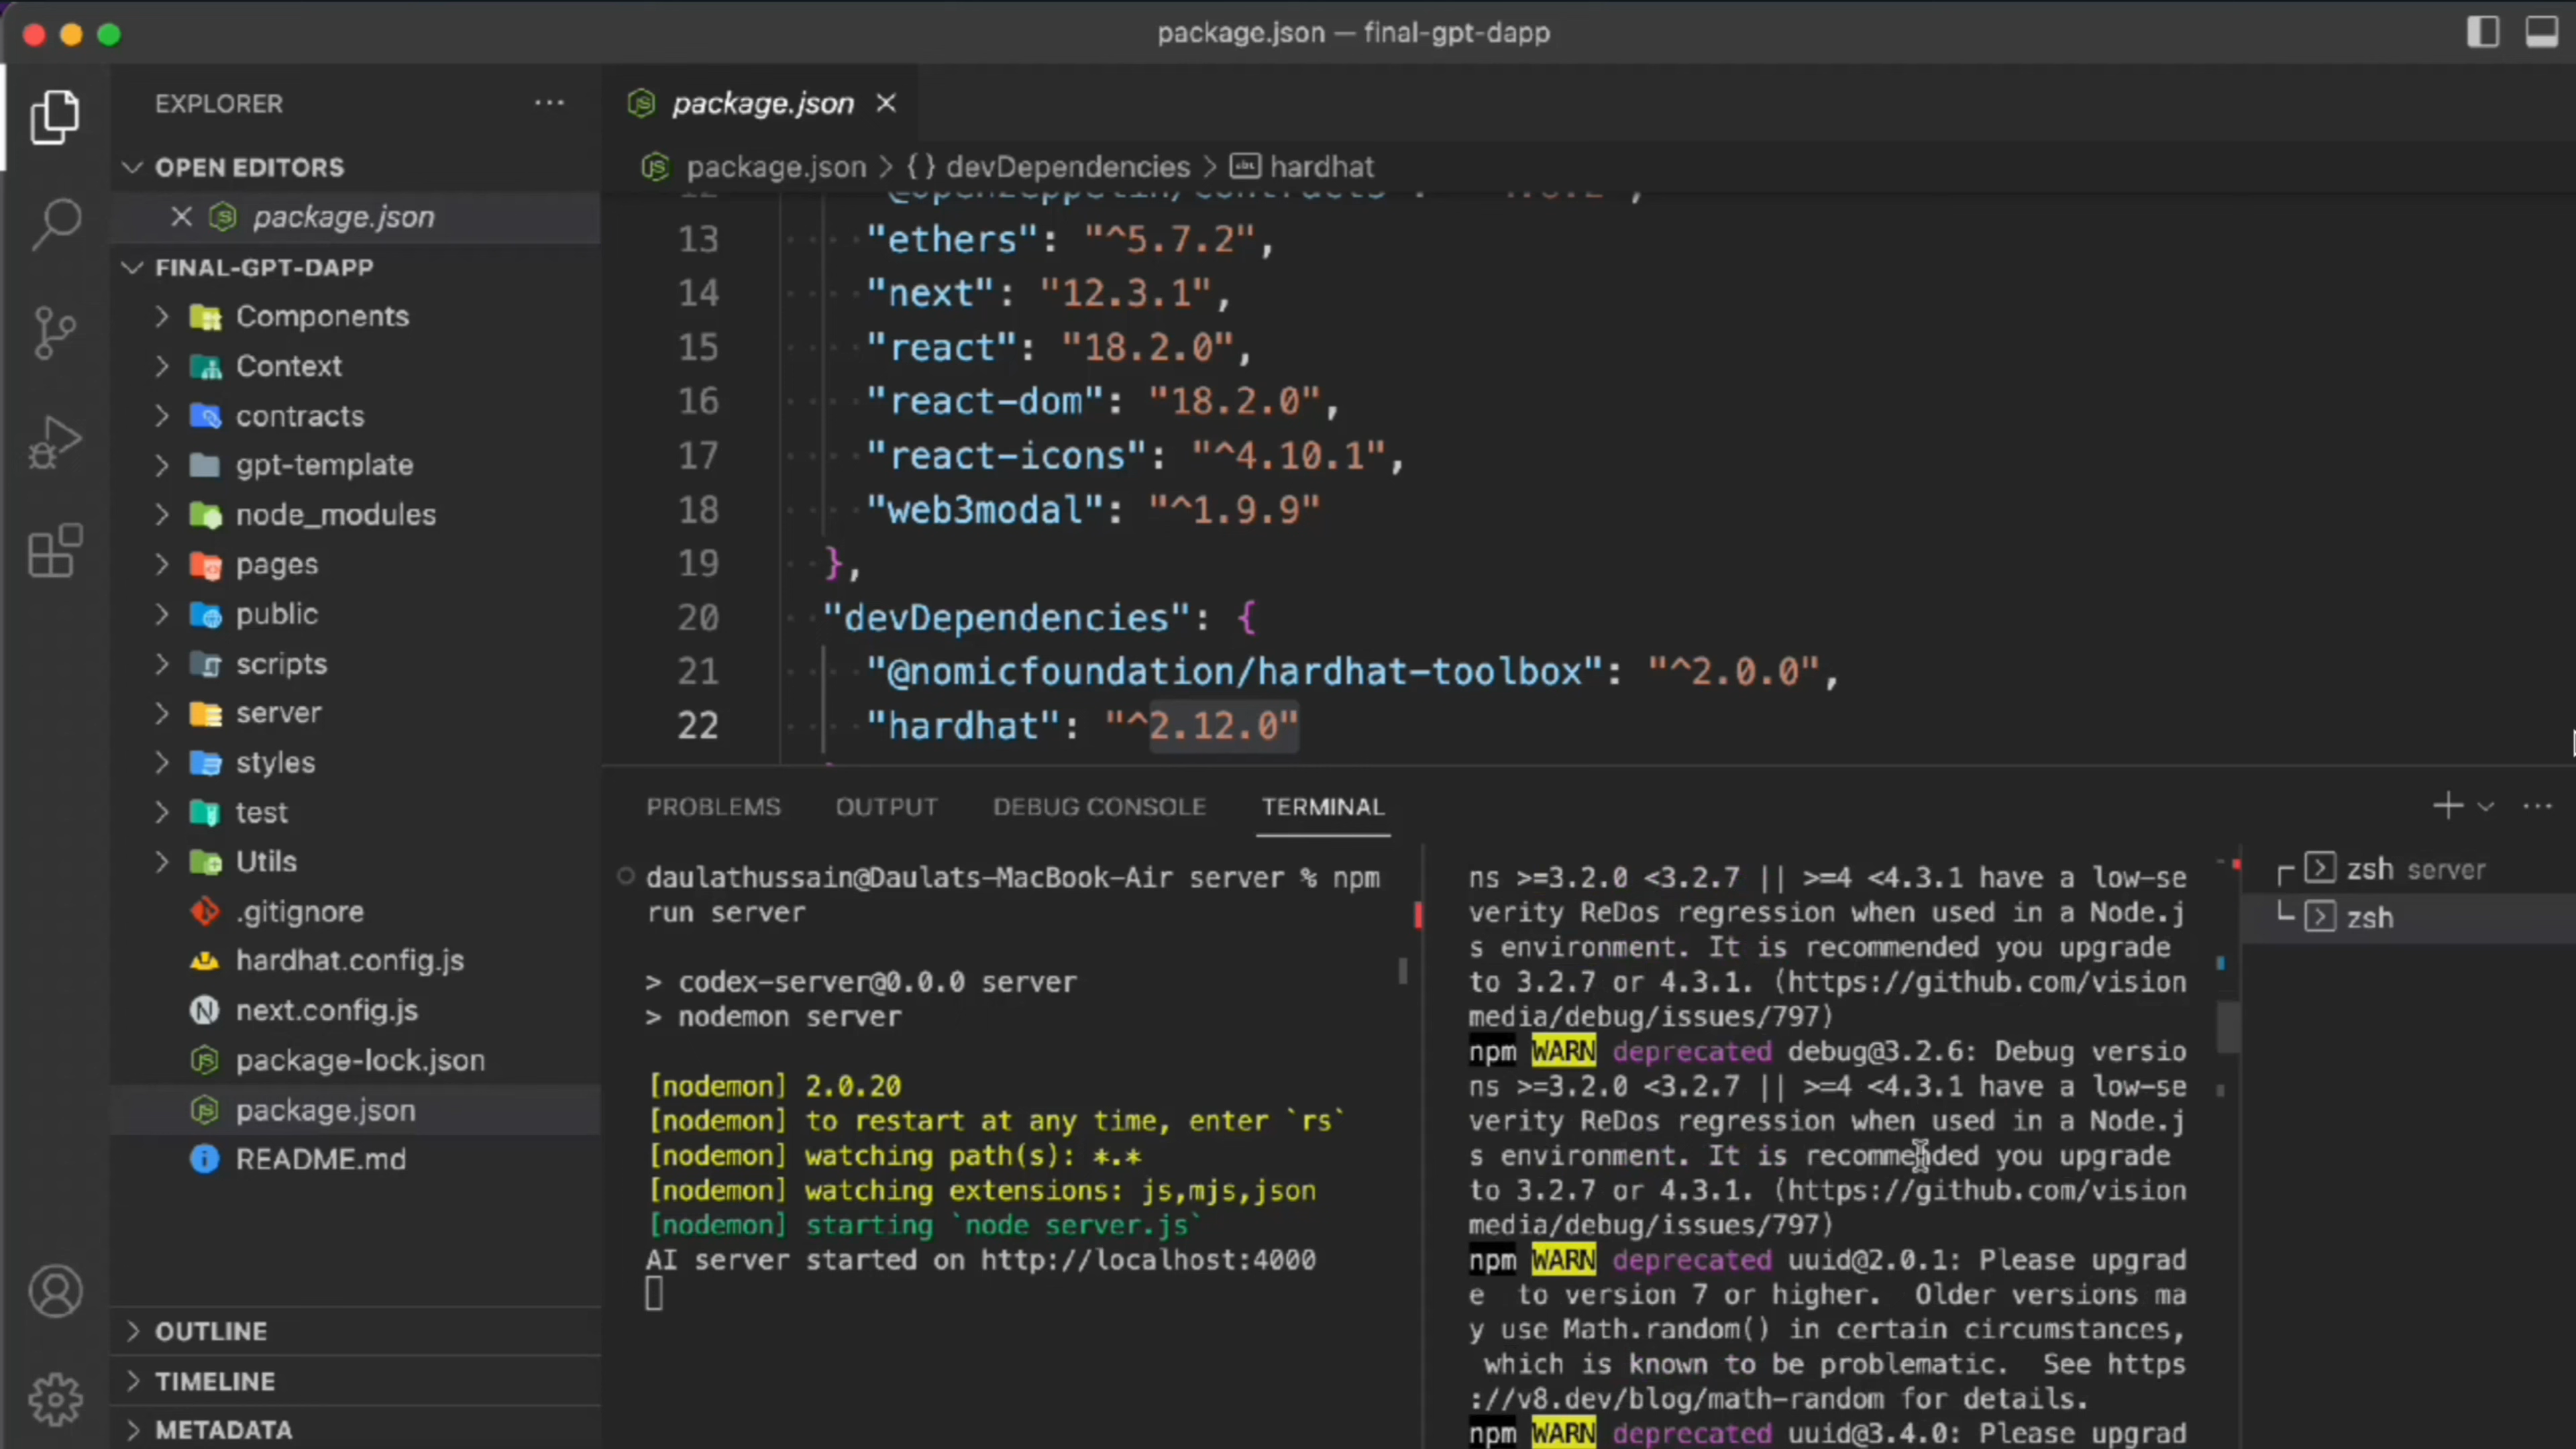 package.json — final-gpt-dapp
EXPLORER
OPEN EDITORS
package.json
FINAL-GPT-DAPP
Components
Context
contracts
gpt-template
node_modules
pages
public
scripts
server
styles
test
Utils
.gitignore
hardhat.config.js
next.config.js
package-lock.json
package.json
README.md
OUTLINE
TIMELINE
METADATA
package.json
package.json > {} devDependencies > hardhat
13 "ethers": "^5.7.2",
14 "next": "12.3.1",
15 "react": "18.2.0",
16 "react-dom": "18.2.0",
17 "react-icons": "^4.10.1",
18 "web3modal": "^1.9.9"
19 },
20 "devDependencies": {
21 "@nomicfoundation/hardhat-toolbox": "^2.0.0",
22 "hardhat": "^2.12.0"
PROBLEMS OUTPUT DEBUG CONSOLE TERMINAL
daulathussain@Daulats-MacBook-Air server % npm
run server
> codex-server@0.0.0 server
> nodemon server
[nodemon] 2.0.20
[nodemon] to restart at any time, enter `rs`
[nodemon] watching path(s): *.*
[nodemon] watching extensions: js,mjs,json
[nodemon] starting `node server.js`
AI server started on http://localhost:4000
ns >=3.2.0 <3.2.7 || >=4 <4.3.1 have a low-se
verity ReDos regression when used in a Node.j
s environment. It is recommended you upgrade
to 3.2.7 or 4.3.1. (https://github.com/vision
media/debug/issues/797)
npm WARN deprecated debug@3.2.6: Debug versio
ns >=3.2.0 <3.2.7 || >=4 <4.3.1 have a low-se
verity ReDos regression when used in a Node.j
s environment. It is recommended you upgrade
to 3.2.7 or 4.3.1. (https://github.com/vision
media/debug/issues/797)
npm WARN deprecated uuid@2.0.1: Please upgrad
e  to version 7 or higher.  Older versions ma
y use Math.random() in certain circumstances,
 which is known to be problematic.  See https
://v8.dev/blog/math-random for details.
npm WARN deprecated uuid@3.4.0: Please upgrad
zsh server
zsh